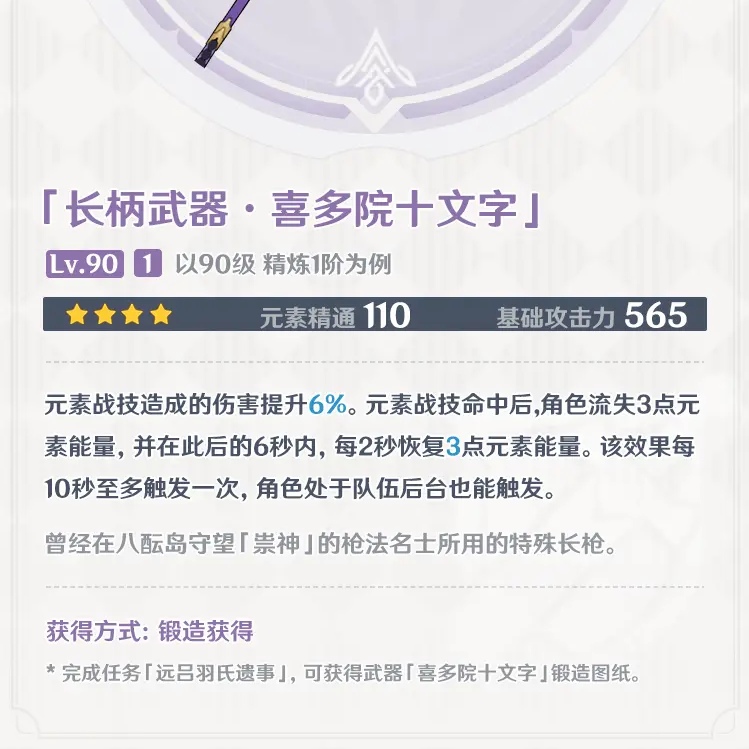 「长柄武器·喜多院十文字」
Lv.90 1 以90级 精炼1阶为例
★★★★ 元素精通 110 基础攻击力 565
元素战技造成的伤害提升6%。元素战技命中后,角色流失3点元
素能量，并在此后的6秒内，每2秒恢复3点元素能量。该效果每
10秒至多触发一次，角色处于队伍后台也能触发。
曾经在八酝岛守望「祟神」的枪法名士所用的特殊长枪。
获得方式: 锻造获得
* 完成任务「远吕羽氏遗事」，可获得武器「喜多院十文字」锻造图纸。